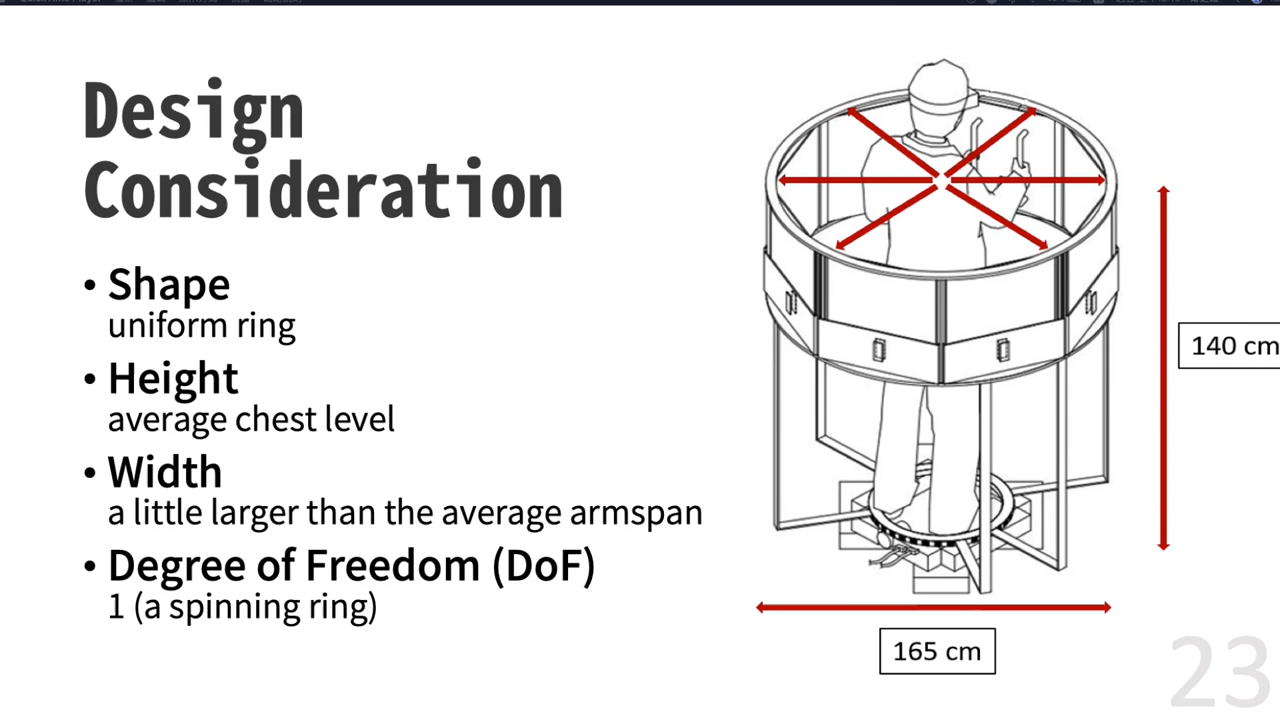 Design
Consideration
• Shape
uniform ring
• Height
average chest level
• Width
a little larger than the average armspan
• Degree of Freedom (DoF)
1 (a spinning ring)
140 cm
165 cm
23